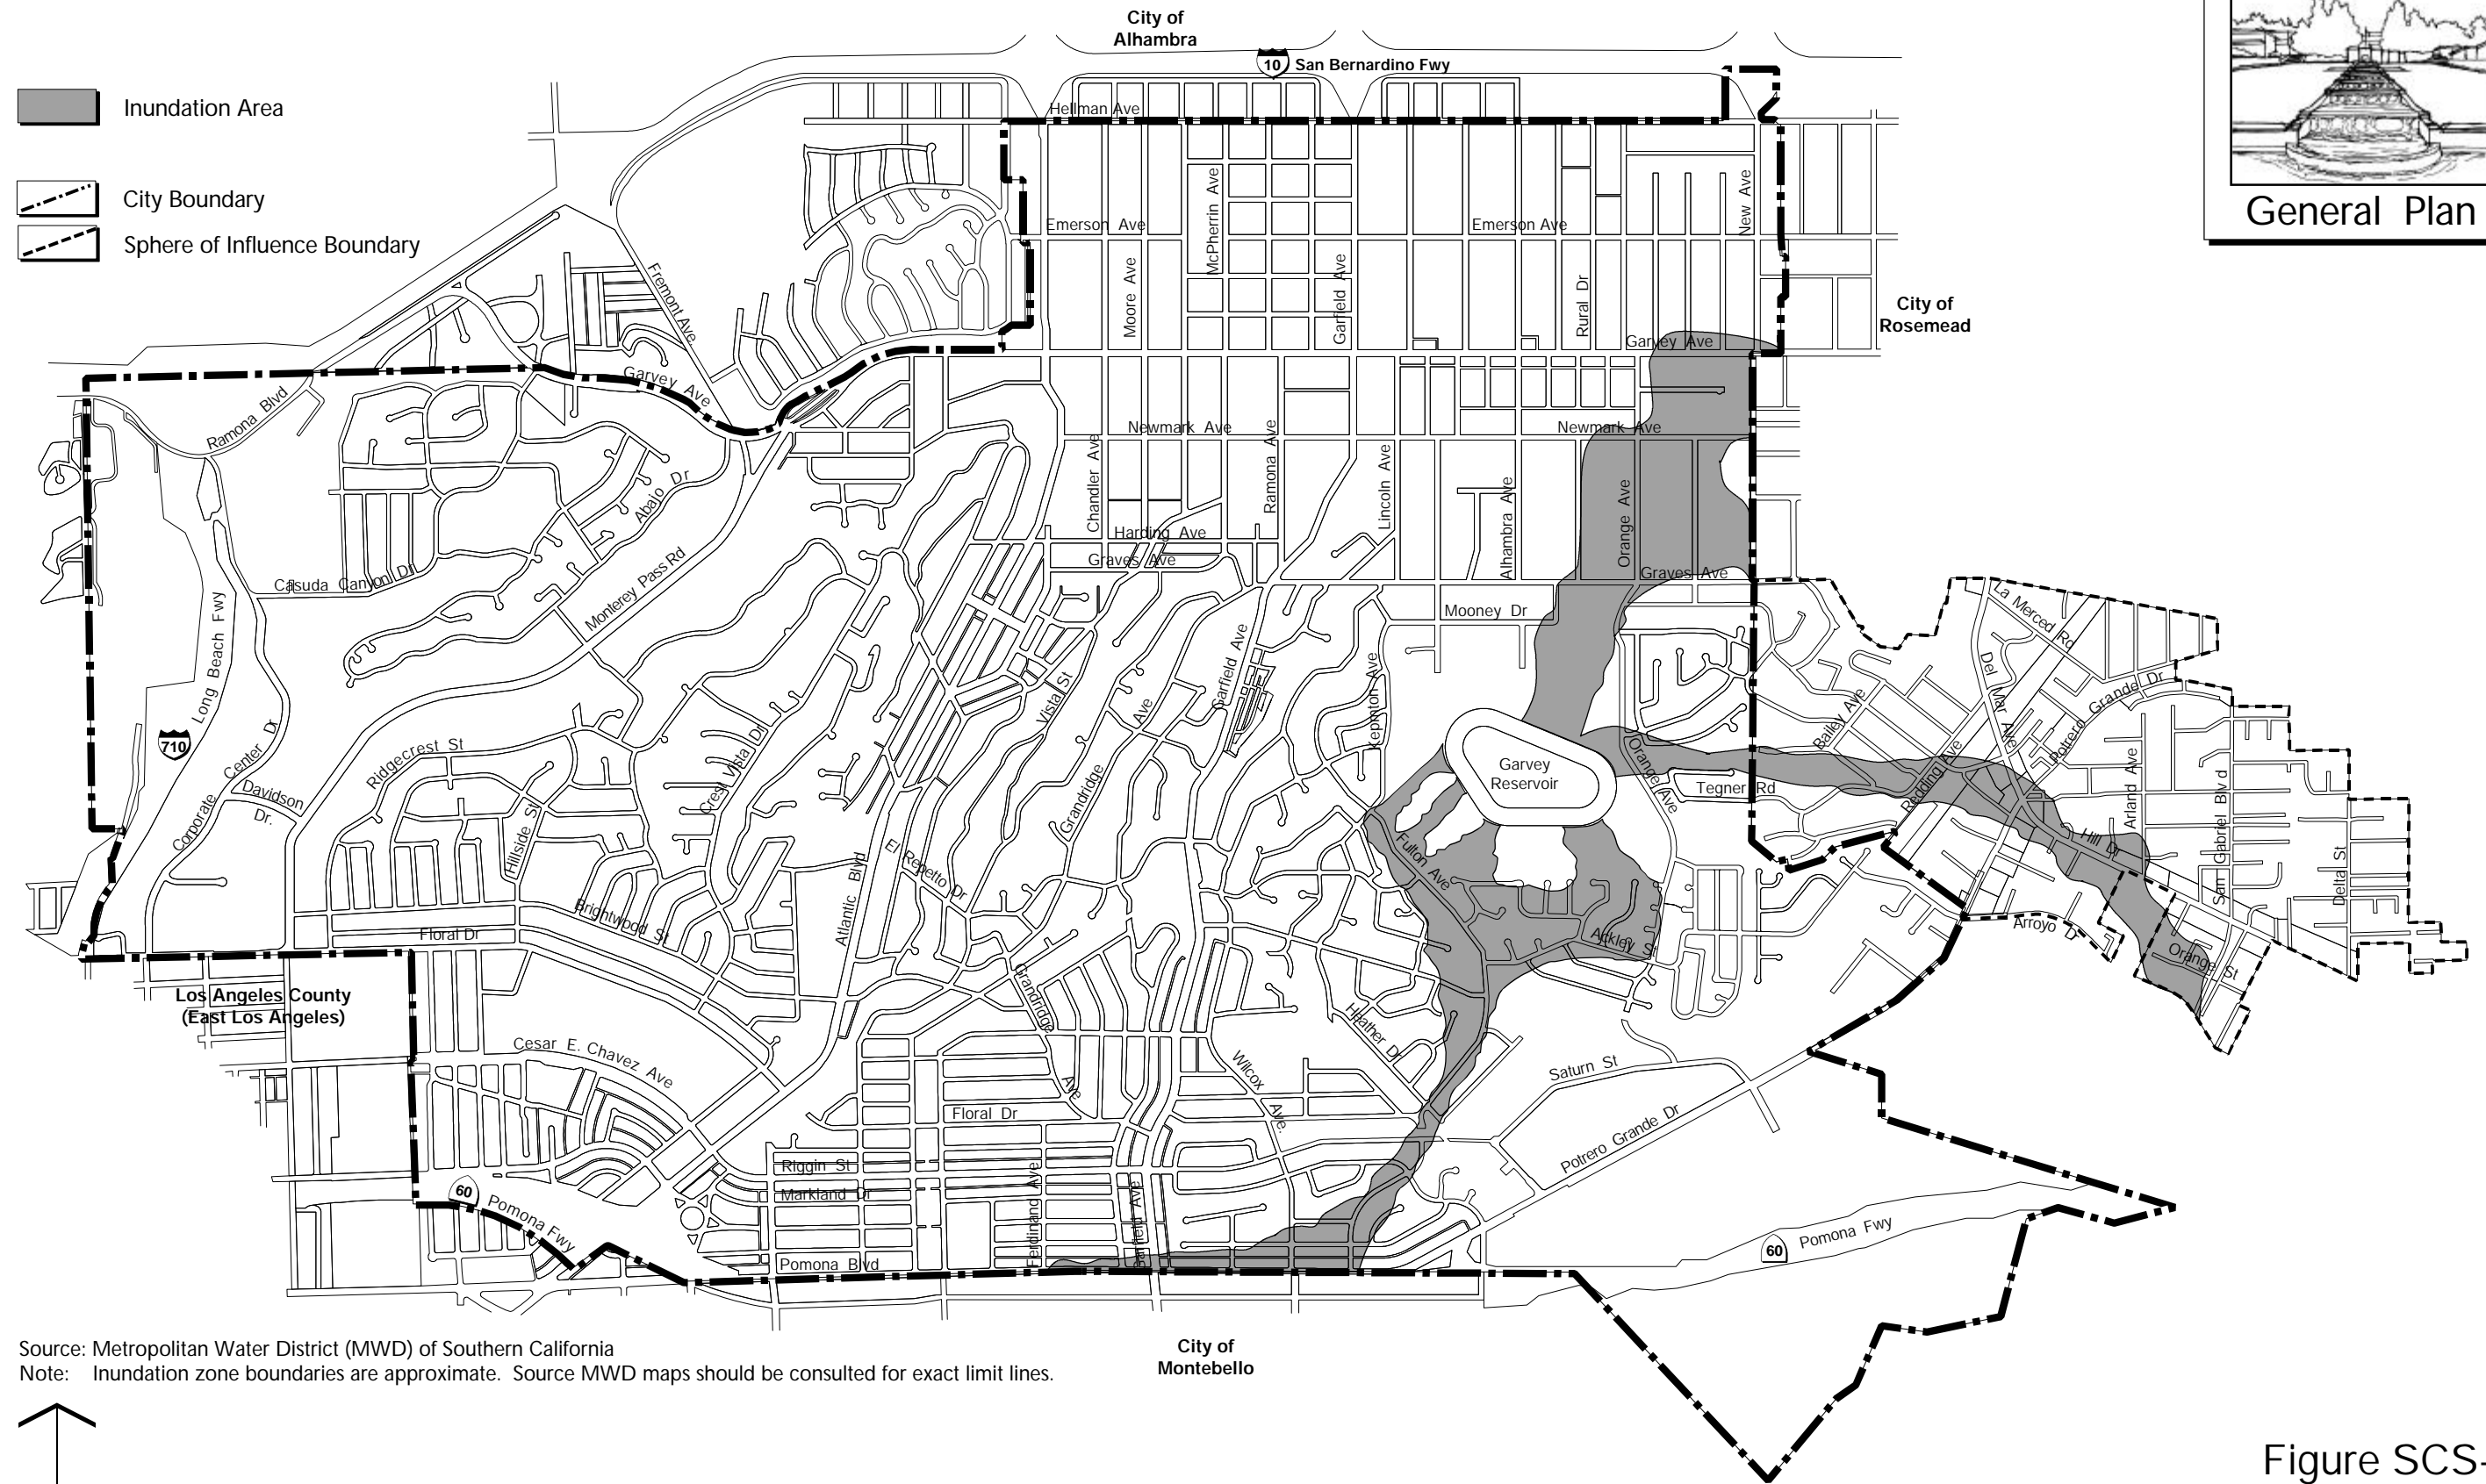 City of
Alhambra
10 San Bernardino Fwy
Inundation Area
City Boundary
Sphere of Influence Boundary
General Plan
Hellman Ave
Emerson Ave
McPherrin Ave
Emerson Ave
New Ave
Moore Ave
Garfield Ave
Rural Dr
City of
Rosemead
Fremont Ave.
Garvey Ave
Garvey Ave
Ramona Blvd
Newmark Ave
Newmark Ave
Chandler Ave
Ramona Ave
Lincoln Ave
Alhambra Ave
Orange Ave
Abajo Dr
Harding Ave
Graves Ave
Graves Ave
Casuda Canyon Dr
Monterey Pass Rd
Mooney Dr
La Merced Rd
Long Beach Fwy
710
Garfield Ave
Kepmton Ave
Vista St
Del Mar Ave
Potrero Grande Dr
Bailey Ave
Redding Ave
Ridgecrest St
Crest Vista Dr
Grandridge Ave
Garvey
Reservoir
Orange Ave
Tegner Rd
Arland Ave
San Gabriel Blvd
Delta St
Hill Dr
Corporate Center Dr
Davidson
Dr.
Hillside St
El Repetto Dr
Fulton Ave
Atlantic Blvd
Brightwood St
Floral Dr
Ackley St
Arroyo D
Orange St
Los Angeles County
(East Los Angeles)
Grandridge Ave
Heather Dr
Cesar E. Chavez Ave
Wilcox Ave.
Saturn St
Floral Dr
Potrero Grande Dr
Riggin St
Markland Dr
Ferdinand Ave
Garfield Ave
60 Pomona Fwy
Pomona Blvd
60 Pomona Fwy
City of
Montebello
Source: Metropolitan Water District (MWD) of Southern California
Note: Inundation zone boundaries are approximate. Source MWD maps should be consulted for exact limit lines.
Figure SCS-